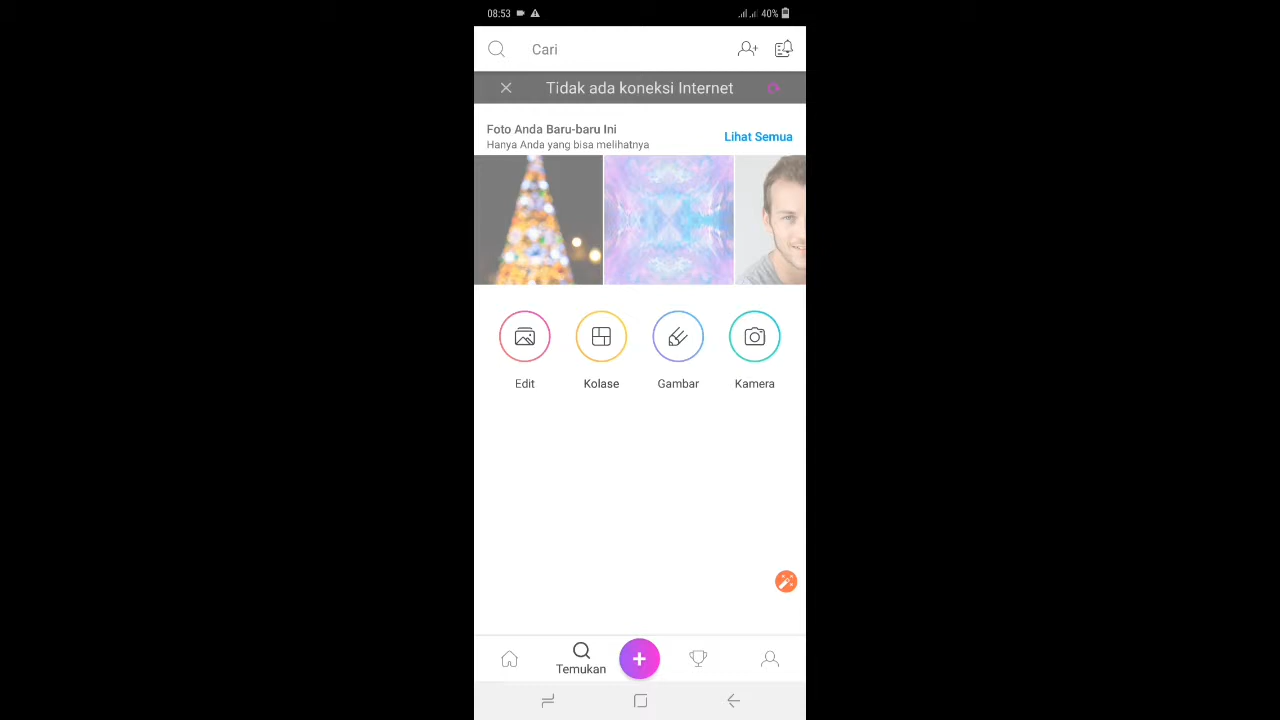 08:53
40%
Cari
Tidak ada koneksi Internet
Foto Anda Baru-baru Ini
Hanya Anda yang bisa melihatnya
Lihat Semua
Edit
Kolase
Gambar
Kamera
Temukan